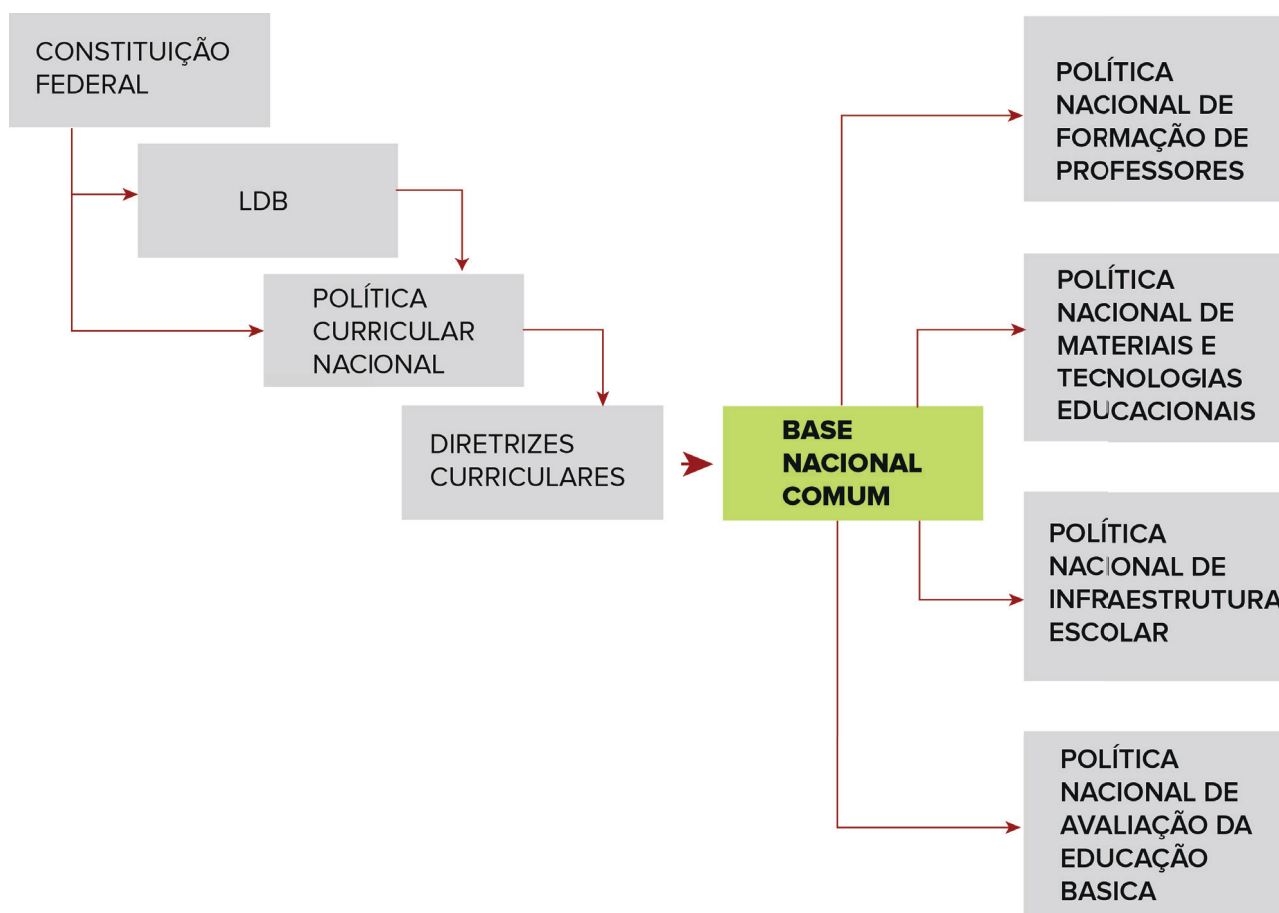 CONSTITUIÇÃO
FEDERAL
LDB
POLÍTICA
CURRICULAR
NACIONAL
DIRETRIZES
CURRICULARES
BASE
NACIONAL
COMUM
POLÍTICA
NACIONAL DE
FORMAÇÃO DE
PROFESSORES
POLÍTICA
NACIONAL DE
MATERIAIS E
TECNOLOGIAS
EDUCACIONAIS
POLÍTICA
NACIONAL DE
INFRAESTRUTURA
ESCOLAR
POLÍTICA
NACIONAL DE
AVALIAÇÃO DA
EDUCAÇÃO
BASICA